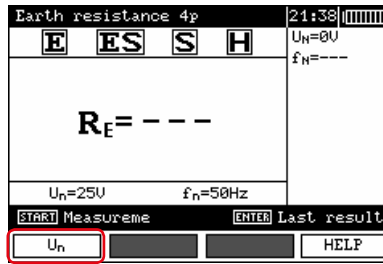 Earth resistance 4p 21:38
E ES S H
UN=0V
fN=---
RE= ---
Un=25V fn=50Hz
START Measureme ENTER Last result
Un HELP